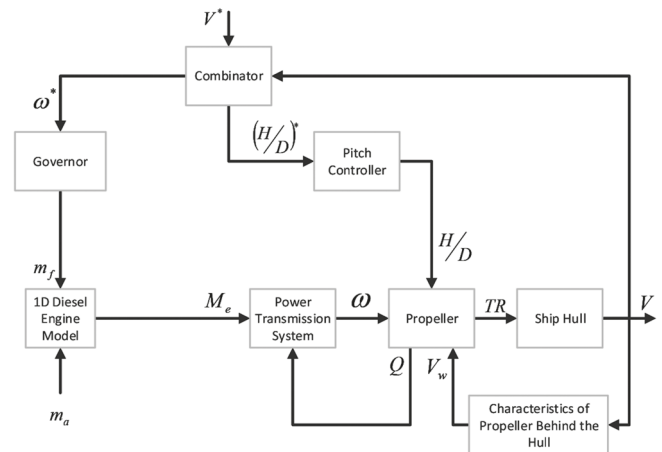 V*
Combinator
ω*
(H/D)*
Governor
Pitch
Controller
H/D
m_f
1D Diesel
Engine
Model
M_e
Power
Transmission
System
ω
Propeller
TR
Ship Hull
V
Q
V_w
m_a
Characteristics of
Propeller Behind the
Hull